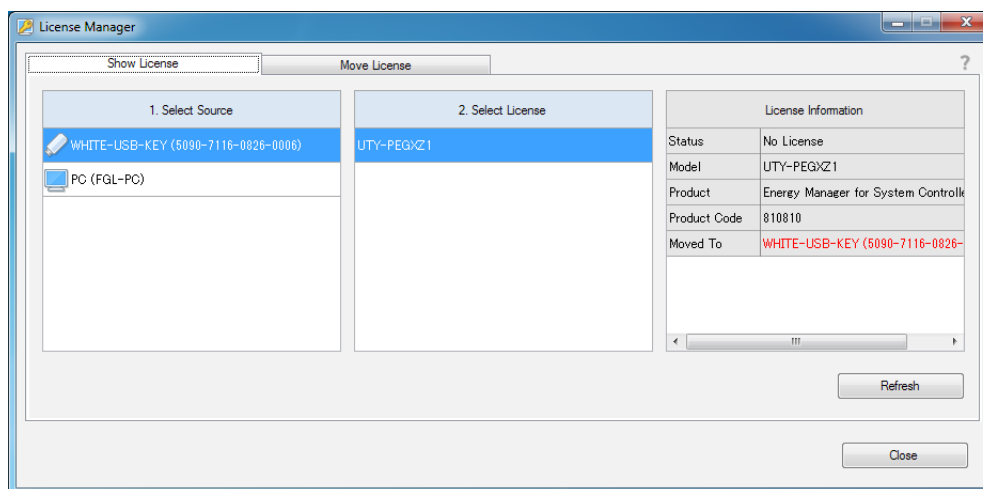 License Manager
Show License
Move License
?
1. Select Source
2. Select License
License Information
WHITE-USB-KEY (5090-7116-0826-0006)
PC (FGL-PC)
UTY-PEGXZ1
Status No License
Model UTY-PEGXZ1
Product Energy Manager for System Controlle
Product Code 810810
Moved To WHITE-USB-KEY (5090-7116-0826-
Refresh
Close